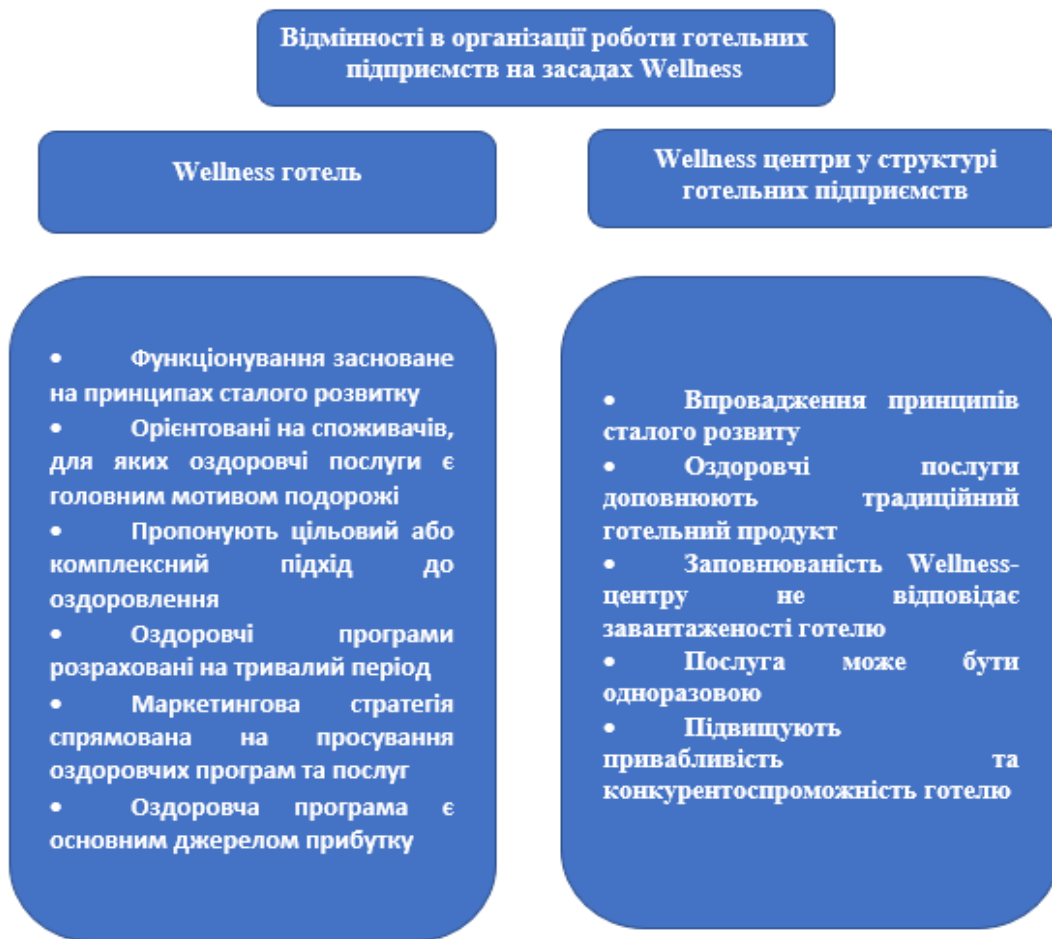 Відмінності в організації роботи готельних
підприємств на засадах Wellness
Wellness готель
Wellness центри у структурі
готельних підприємств
• Функціонування засноване
на принципах сталого розвитку
• Орієнтовані на споживачів,
для яких оздоровчі послуги є
головним мотивом подорожі
• Пропонують цільовий або
комплексний підхід до
оздоровлення
• Оздоровчі програми
розраховані на тривалий період
• Маркетингова стратегія
спрямована на просування
оздоровчих програм та послуг
• Оздоровча програма є
основним джерелом прибутку
• Впровадження принципів
сталого розвиту
• Оздоровчі послуги
доповнюють традиційний
готельний продукт
• Заповнюваність Wellness-
центру не відповідає
завантаженості готелю
• Послуга може бути
одноразовою
• Підвищують
привабливість та
конкурентоспроможність готелю